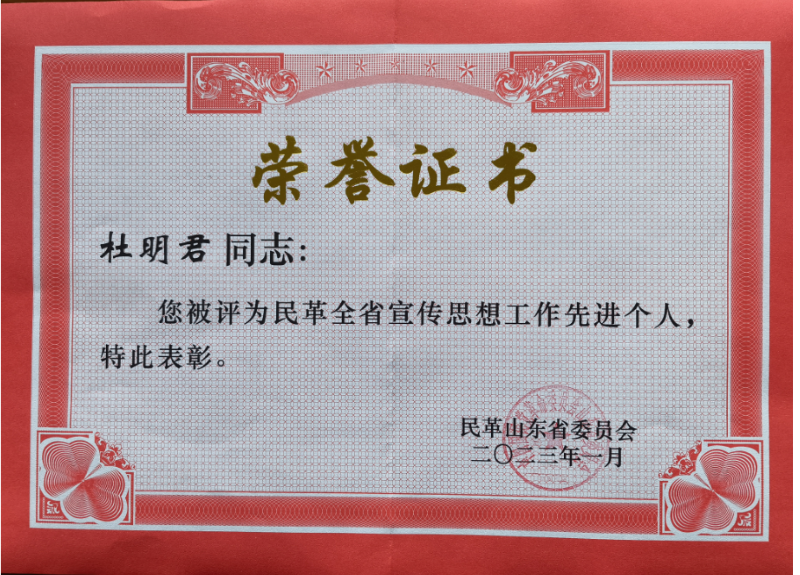 荣誉证书
杜明君同志:
您被评为民革全省宣传思想工作先进个人，
特此表彰。
民革山东省委员会
二〇二三年一月